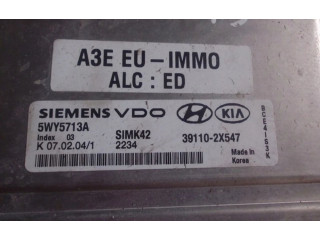 A3E EU-IMMO
ALC : ED
SIEMENS VDO HYUNDAI KIA
5WY5713A
Index 03 SIMK42 39110-2X547
K 07.02.04/1 2234
Made in
Korea